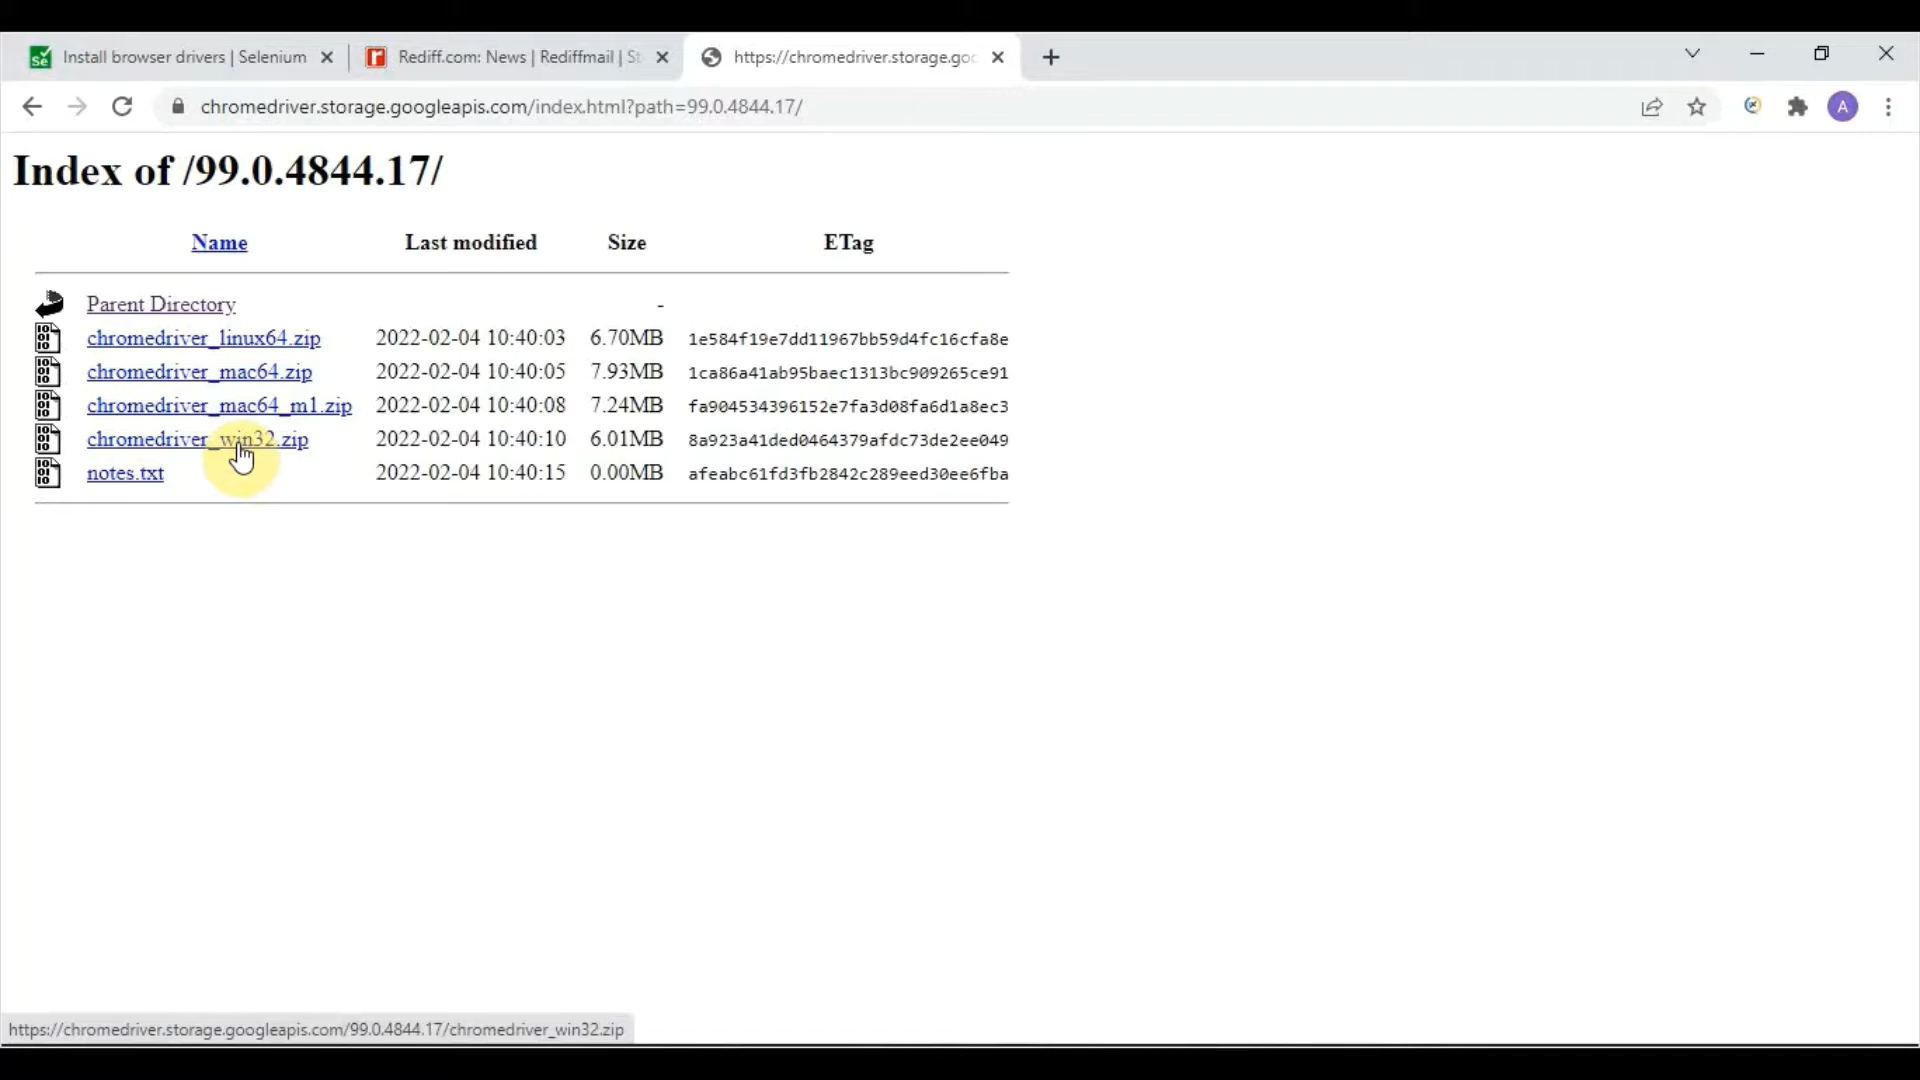 Install browser drivers | Selenium
Rediff.com: News | Rediffmail | St
https://chromedriver.storage.goo
chromedriver.storage.googleapis.com/index.html?path=99.0.4844.17/
A
Index of /99.0.4844.17/
Name Last modified Size ETag
Parent Directory -
chromedriver_linux64.zip 2022-02-04 10:40:03 6.70MB 1e584f19e7dd11967bb59d4fc16cfa8e
chromedriver_mac64.zip 2022-02-04 10:40:05 7.93MB 1ca86a41ab95baec1313bc909265ce91
chromedriver_mac64_m1.zip 2022-02-04 10:40:08 7.24MB fa904534396152e7fa3d08fa6d1a8ec3
chromedriver_win32.zip 2022-02-04 10:40:10 6.01MB 8a923a41ded0464379afdc73de2ee049
notes.txt 2022-02-04 10:40:15 0.00MB afeabc61fd3fb2842c289eed30ee6fba
https://chromedriver.storage.googleapis.com/99.0.4844.17/chromedriver_win32.zip